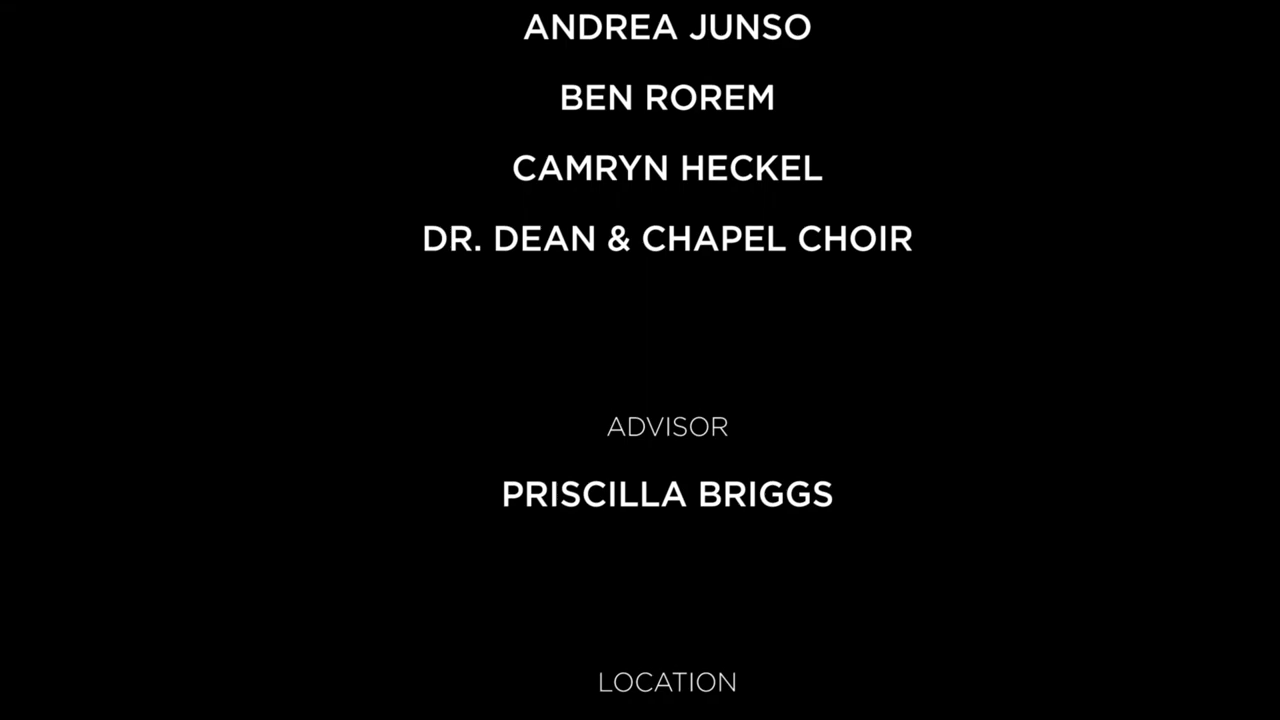 ANDREA JUNSO
BEN ROREM
CAMRYN HECKEL
DR. DEAN & CHAPEL CHOIR
ADVISOR
PRISCILLA BRIGGS
LOCATION